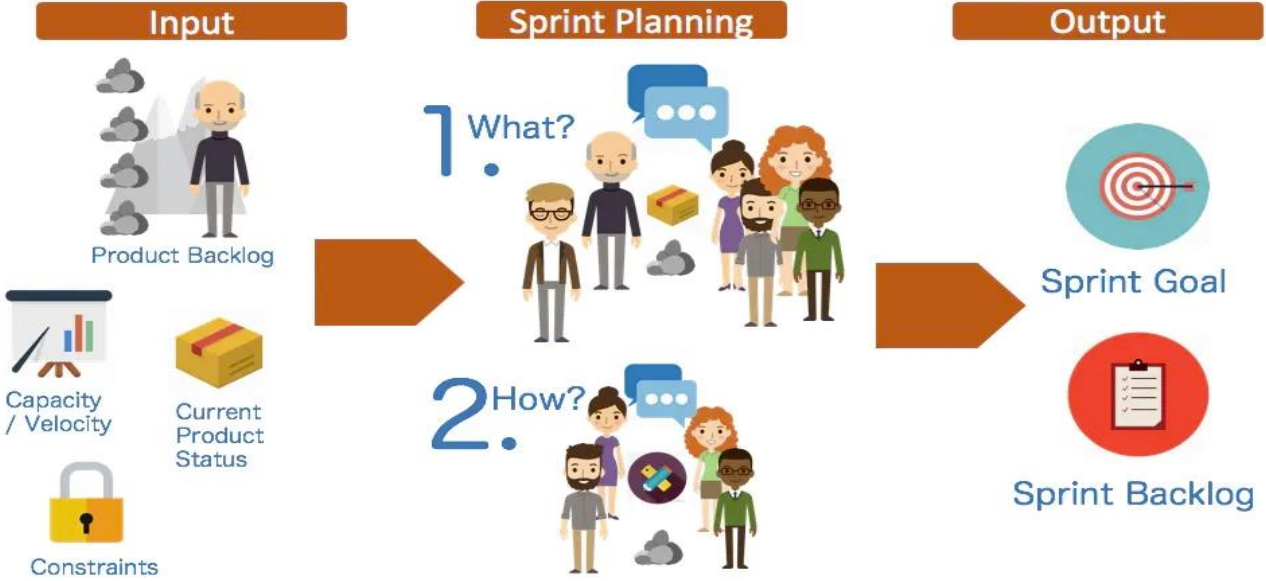 Input
Product Backlog
Capacity
/ Velocity
Current
Product
Status
Constraints
Sprint Planning
1. What?
2. How?
Output
Sprint Goal
Sprint Backlog